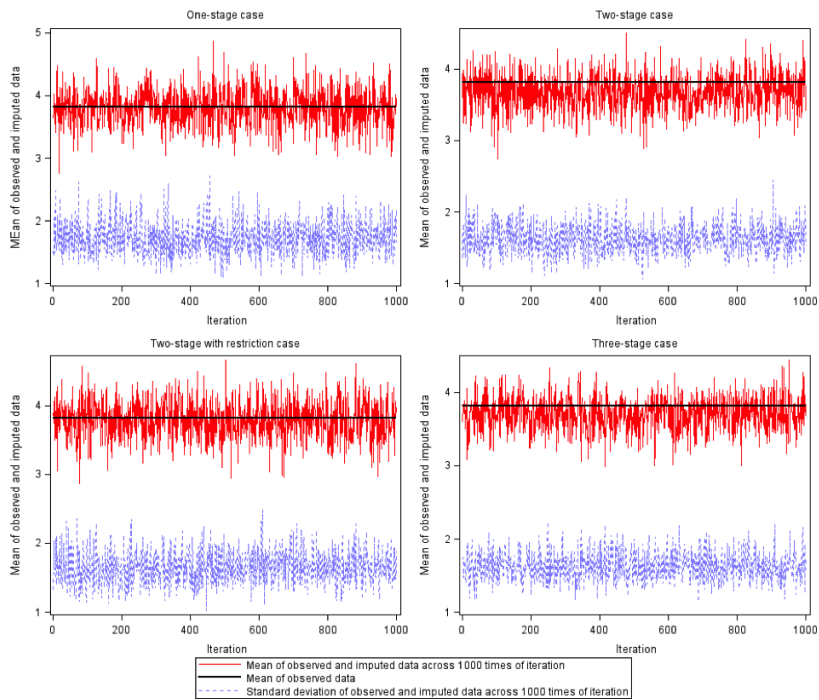 One-stage case
MEan of observed and imputed data
5
4
3
2
1
0
200
400
600
800
1000
Iteration
Two-stage case
Mean of observed and imputed data
4
3
2
1
0
200
400
600
800
1000
Iteration
Two-stage with restriction case
Mean of observed and imputed data
4
3
2
1
0
200
400
600
800
1000
Iteration
Three-stage case
Mean of observed and imputed data
4
3
2
1
0
200
400
600
800
1000
Iteration
Mean of observed and imputed data across 1000 times of iteration
Mean of observed data
Standard deviation of observed and imputed data across 1000 times of iteration